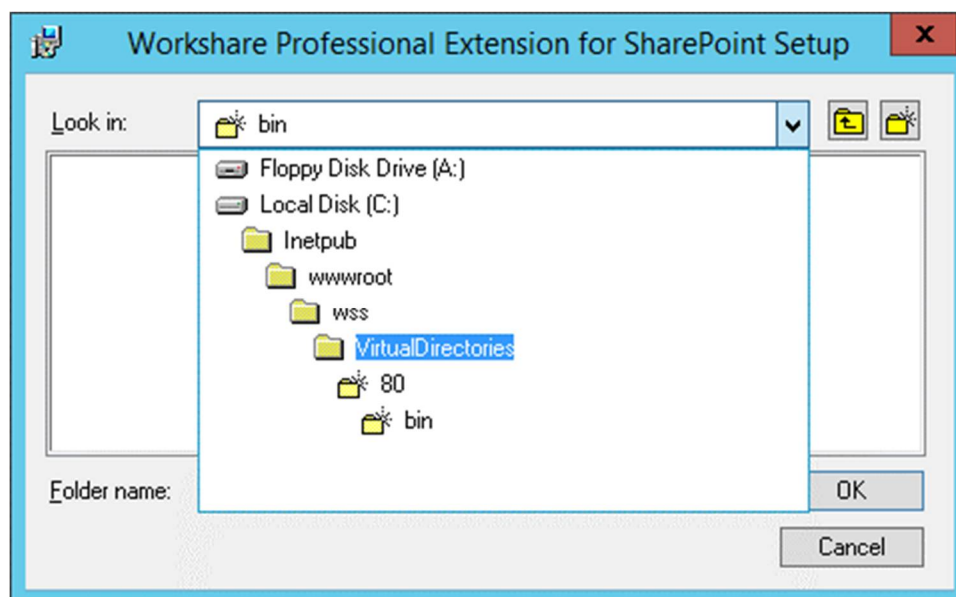 Workshare Professional Extension for SharePoint Setup
x
Look in:
bin
Floppy Disk Drive (A:)
Local Disk (C:)
Inetpub
wwwroot
wss
VirtualDirectories
80
bin
Folder name:
OK
Cancel